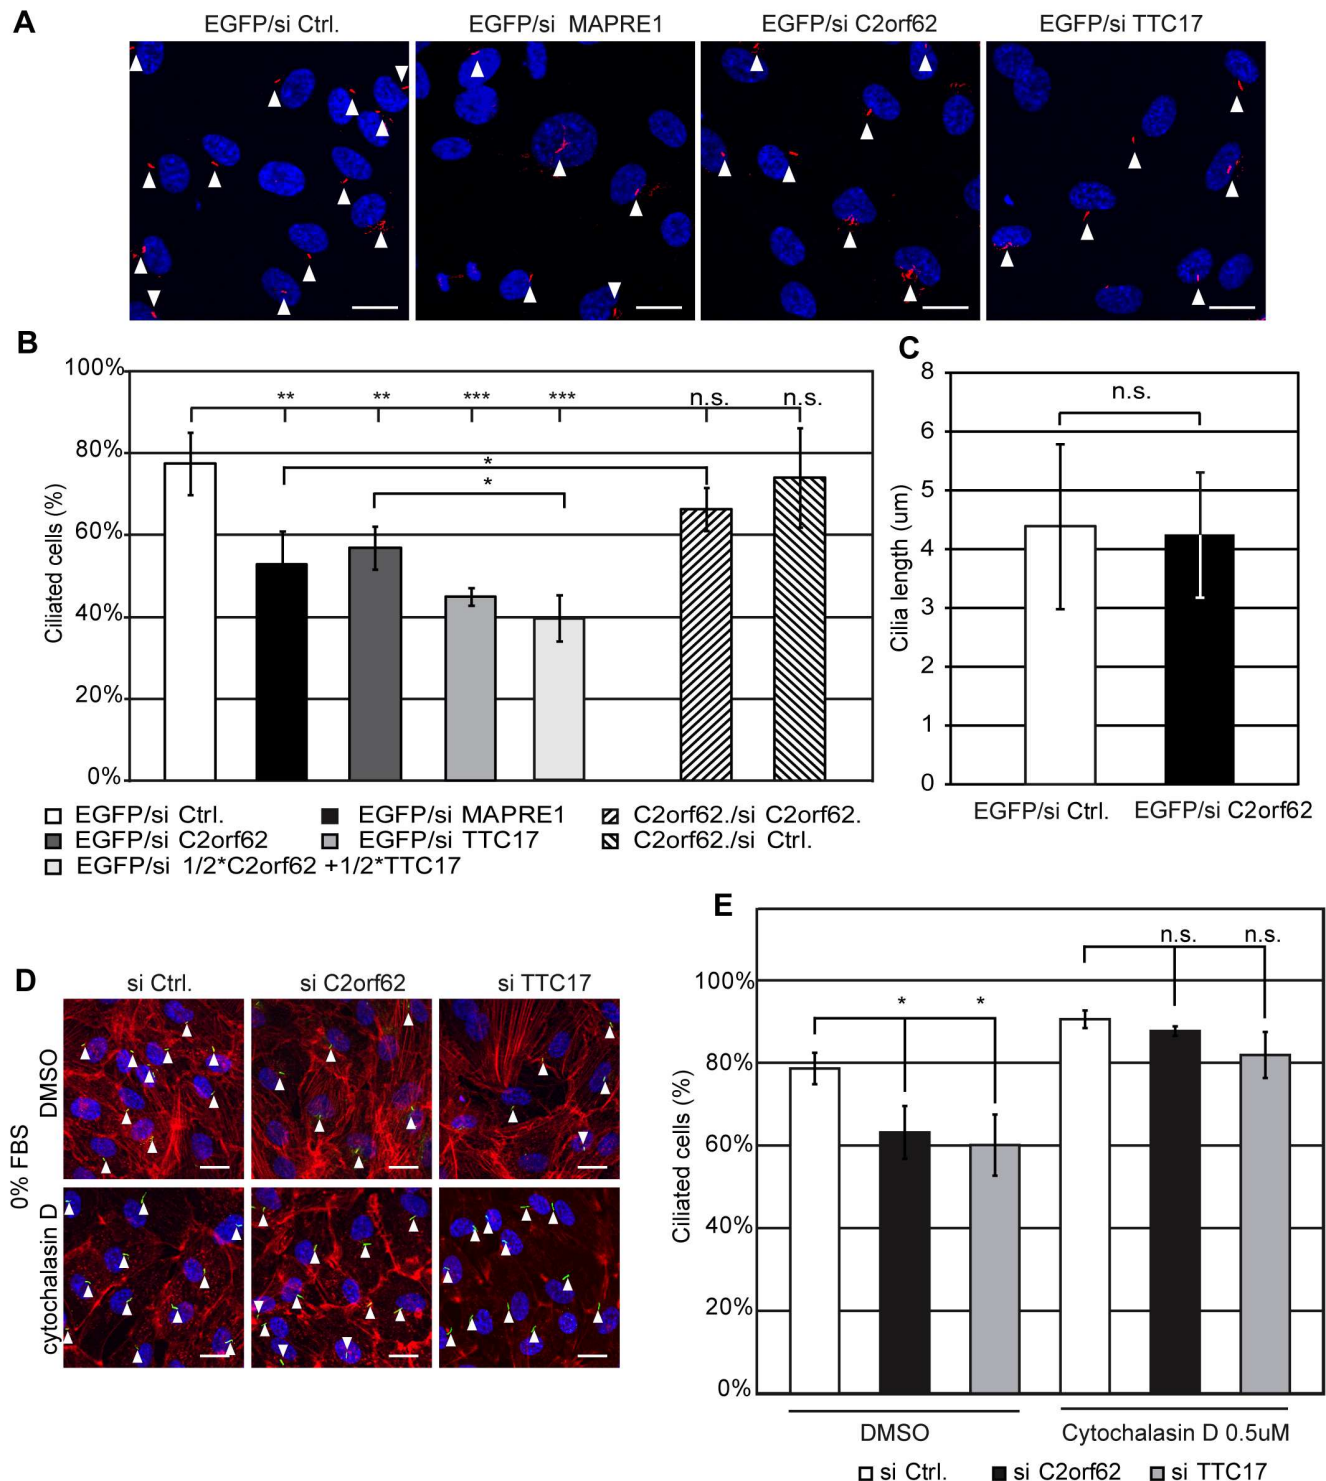 A
EGFP/si Ctrl.
EGFP/si MAPRE1
EGFP/si C2orf62
EGFP/si TTC17
B
100%
80%
60%
40%
20%
0%
Ciliated cells (%)
**
**
***
***
n.s.
n.s.
*
*
EGFP/si Ctrl.
EGFP/si MAPRE1
C2orf62./si C2orf62.
EGFP/si C2orf62
EGFP/si TTC17
C2orf62./si Ctrl.
EGFP/si 1/2*C2orf62 +1/2*TTC17
C
8
6
5
4
3
2
1
0
Cilia length (um)
n.s.
EGFP/si Ctrl.
EGFP/si C2orf62
D
si Ctrl.
si C2orf62
si TTC17
0% FBS
DMSO
cytochalasin D
E
100%
80%
60%
40%
20%
0%
Ciliated cells (%)
*
*
n.s.
n.s.
DMSO
Cytochalasin D 0.5uM
si Ctrl.
si C2orf62
si TTC17